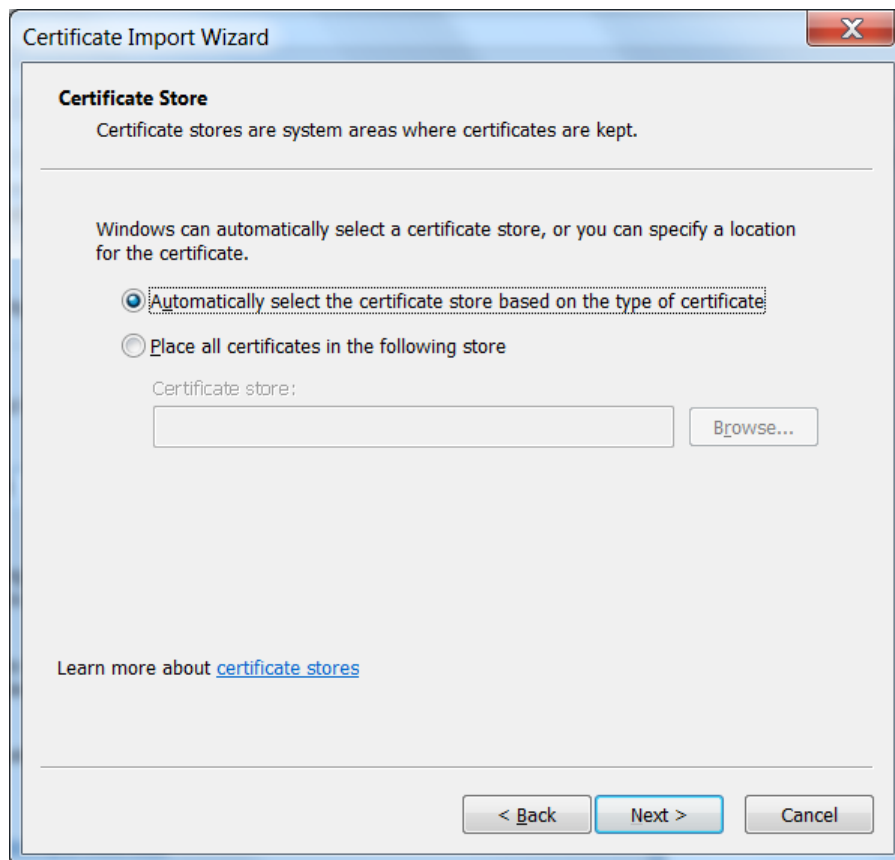 Certificate Import Wizard
X
Certificate Store
Certificate stores are system areas where certificates are kept.
Windows can automatically select a certificate store, or you can specify a location
for the certificate.
Automatically select the certificate store based on the type of certificate
Place all certificates in the following store
Certificate store:
Browse...
Learn more about certificate stores
< Back
Next >
Cancel